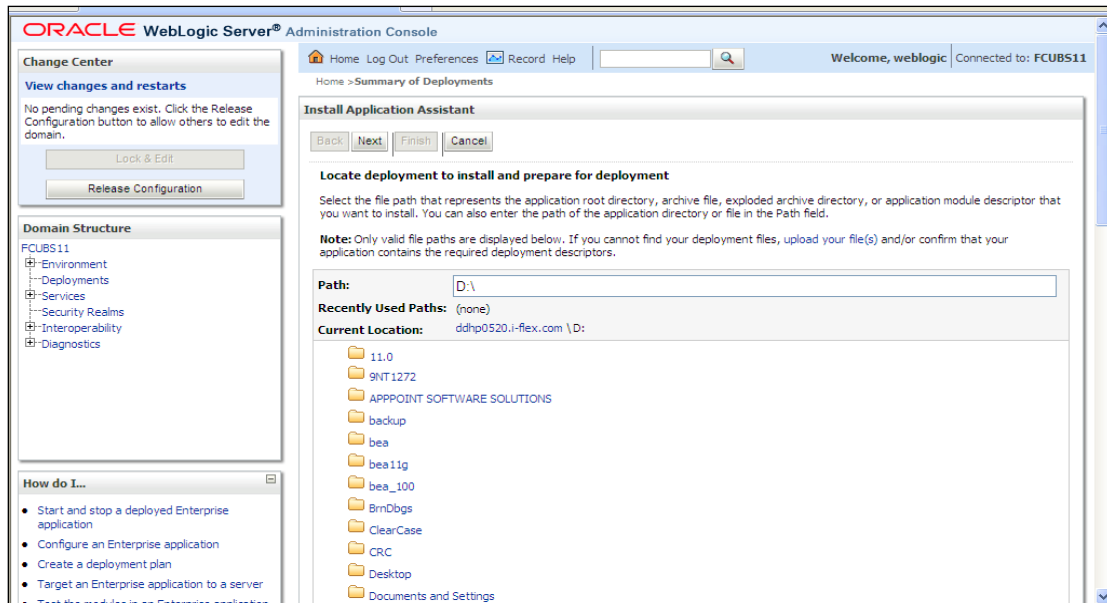 ORACLE WebLogic Server® Administration Console
Change Center
View changes and restarts
No pending changes exist. Click the Release
Configuration button to allow others to edit the
domain.
Lock & Edit
Release Configuration
Domain Structure
FCUBS11
Environment
Deployments
Services
Security Realms
Interoperability
Diagnostics
How do I...
Start and stop a deployed Enterprise
application
Configure an Enterprise application
Create a deployment plan
Target an Enterprise application to a server
Test the modules in an Enterprise application
Home Log Out Preferences Record Help
Welcome, weblogic Connected to: FCUBS11
Home >Summary of Deployments
Install Application Assistant
Back Next Finish Cancel
Locate deployment to install and prepare for deployment
Select the file path that represents the application root directory, archive file, exploded archive directory, or application module descriptor that
you want to install. You can also enter the path of the application directory or file in the Path field.
Note: Only valid file paths are displayed below. If you cannot find your deployment files, upload your file(s) and/or confirm that your
application contains the required deployment descriptors.
Path: D:\
Recently Used Paths: (none)
Current Location: ddhp0520.i-flex.com \D:
11.0
9NT1272
APPPOINT SOFTWARE SOLUTIONS
backup
bea
bea11g
bea_100
BrnDbgs
ClearCase
CRC
Desktop
Documents and Settings